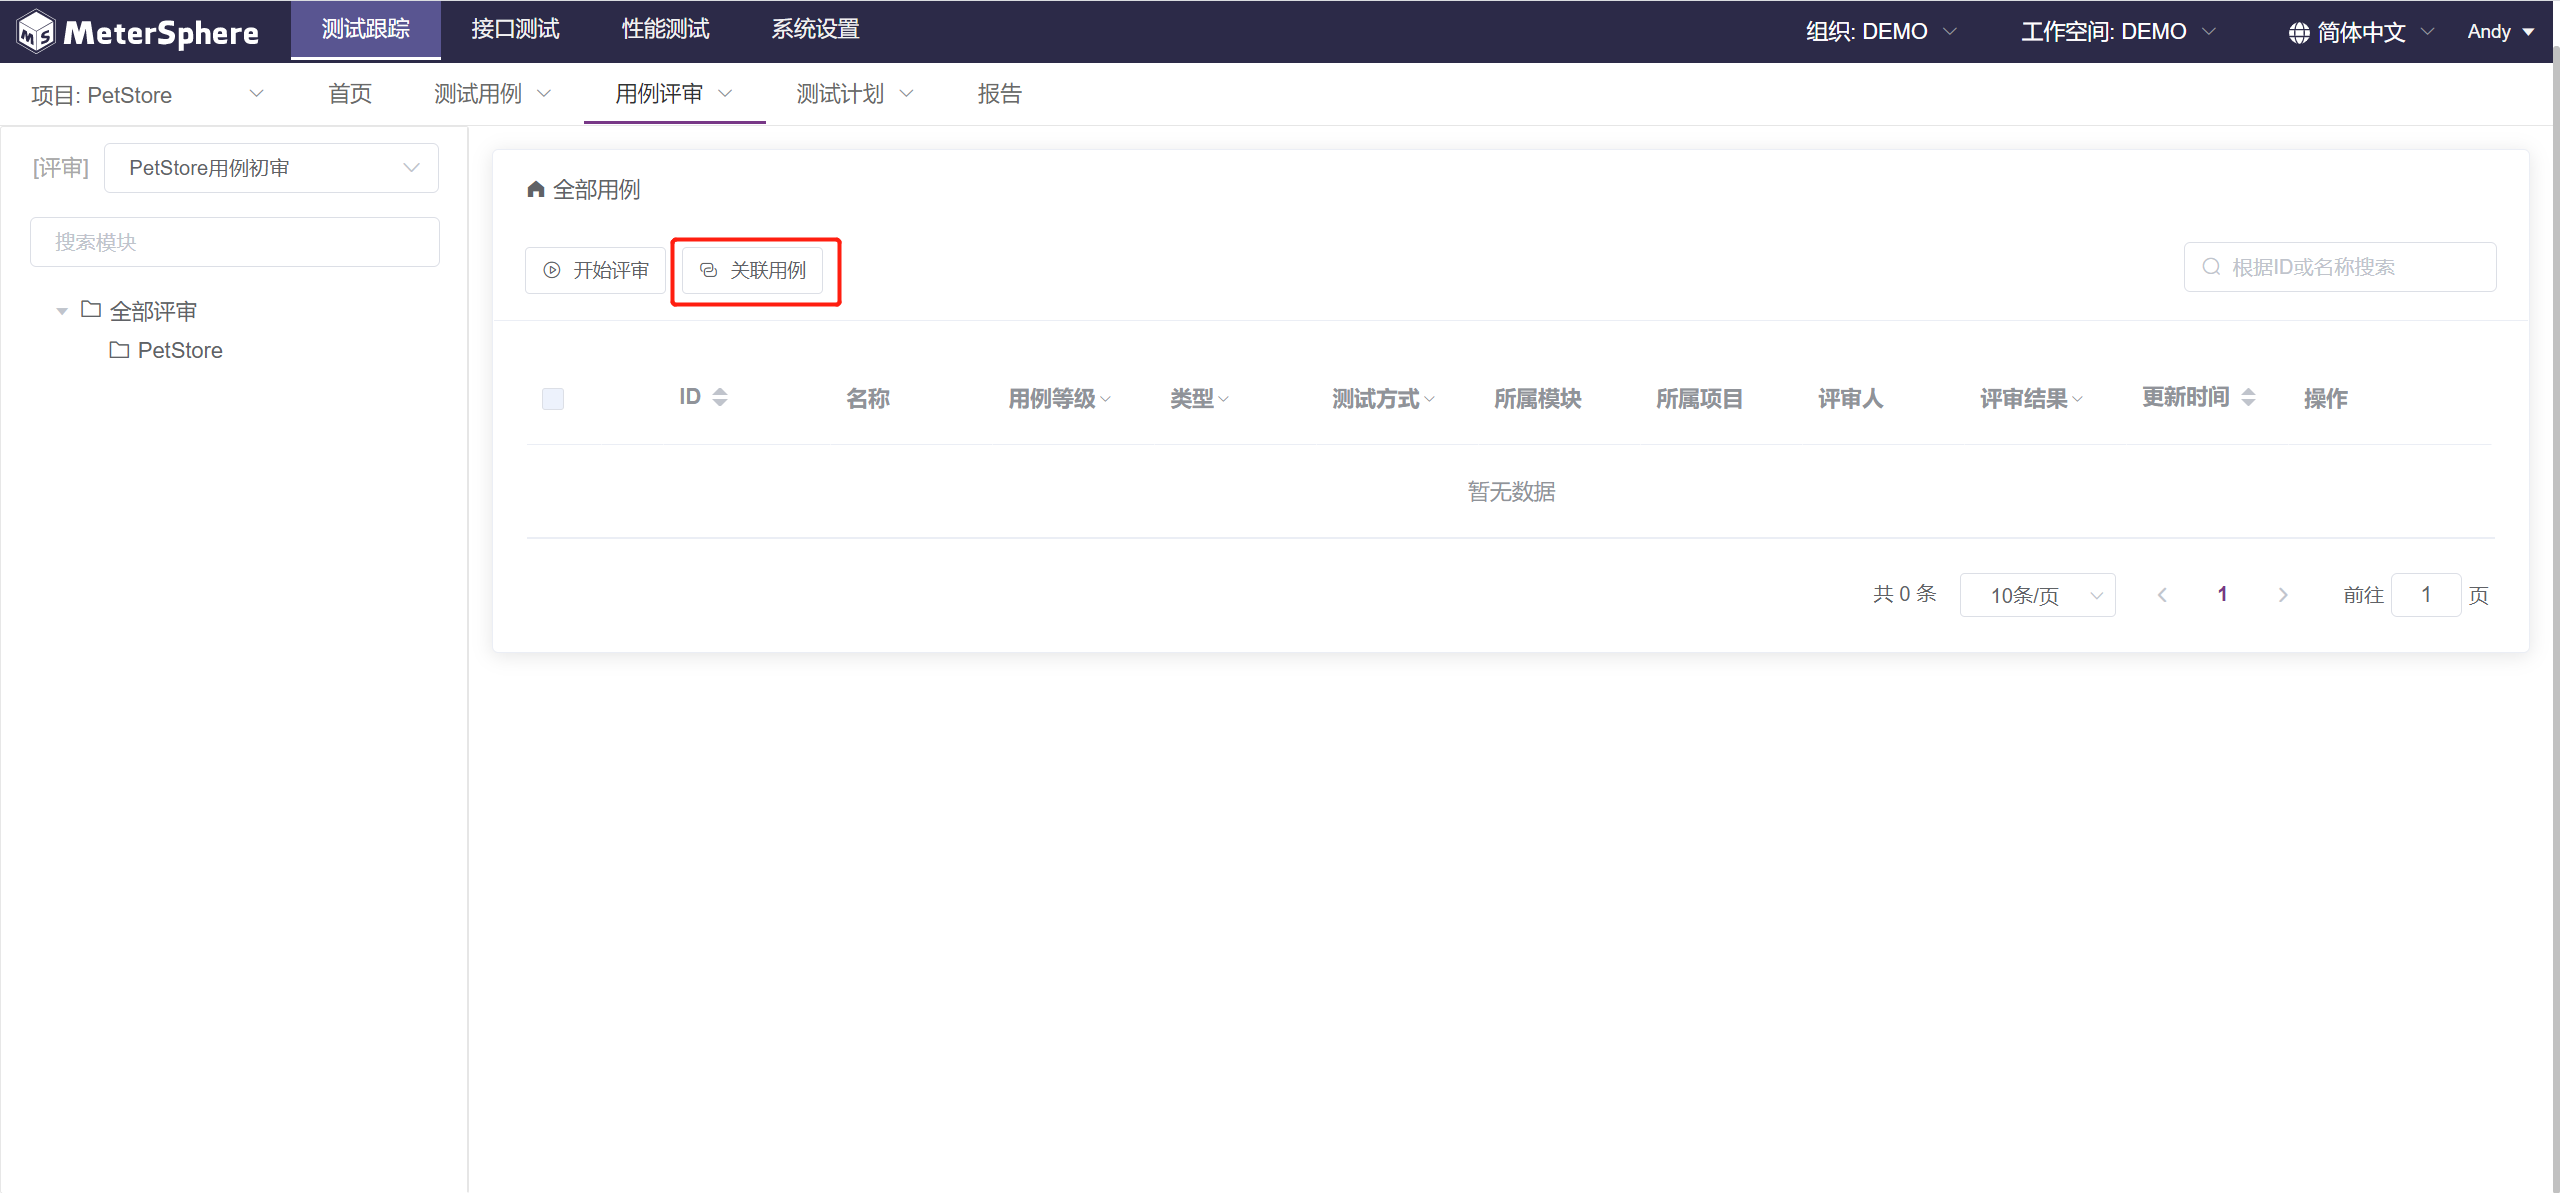 MS MeterSphere 测试跟踪 接口测试 性能测试 系统设置 组织: DEMO 工作空间: DEMO 简体中文 Andy
项目: PetStore 首页 测试用例 用例评审 测试计划 报告
[评审] PetStore用例初审
搜索模块
全部评审
PetStore
全部用例
开始评审 关联用例 根据ID或名称搜索
ID 名称 用例等级 类型 测试方式 所属模块 所属项目 评审人 评审结果 更新时间 操作
暂无数据
共 0 条 10条/页 1 前往 1 页